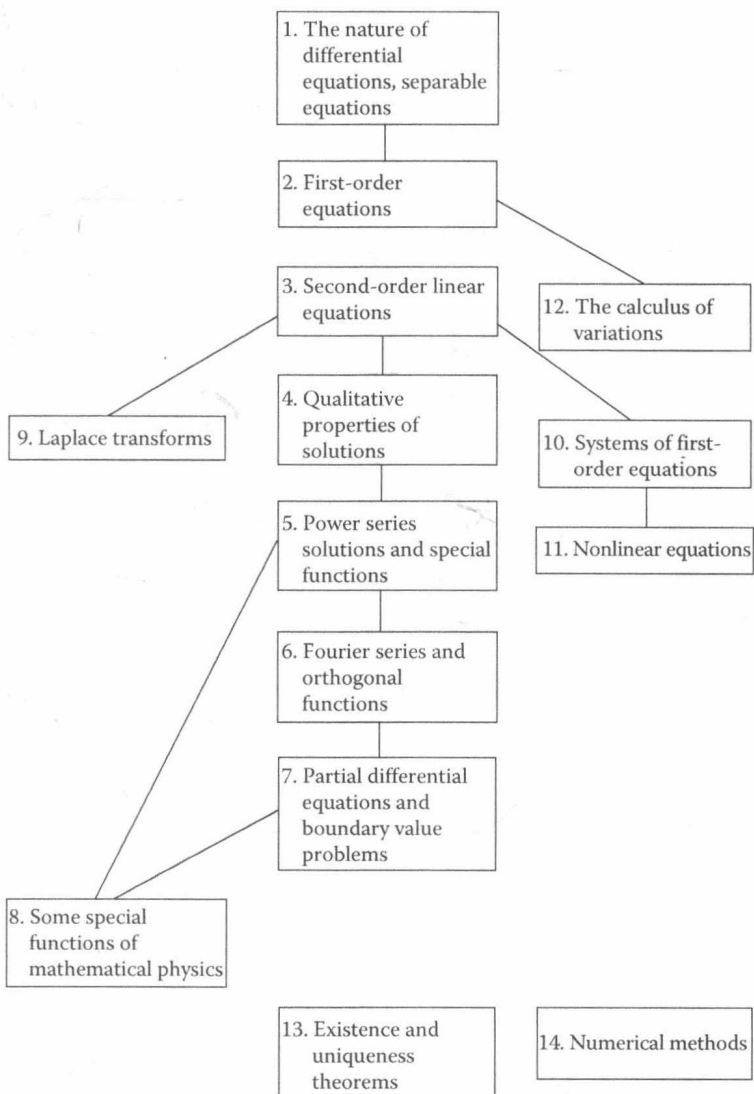 1. The nature of
differential
equations, separable
equations
2. First-order
equations
3. Second-order linear
equations
12. The calculus of
variations
4. Qualitative
properties of
solutions
9. Laplace transforms
10. Systems of first-
order equations
5. Power series
solutions and special
functions
11. Nonlinear equations
6. Fourier series and
orthogonal
functions
7. Partial differential
equations and
boundary value
problems
8. Some special
functions of
mathematical physics
13. Existence and
uniqueness
theorems
14. Numerical methods